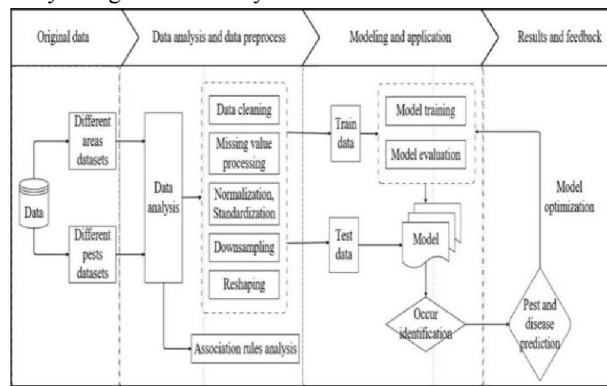 Original data
Data analysis and data preprocess
Modeling and application
Results and feedback
Data
Different
areas
datasets
Different
pests
datasets
Data
analysis
Data cleaning
Missing value
processing
Normalization,
Standardization
Downsampling
Reshaping
Association rules analysis
Train
data
Test
data
Model training
Model evaluation
Model
Occur
identification
Model
optimization
Pest and
disease
prediction